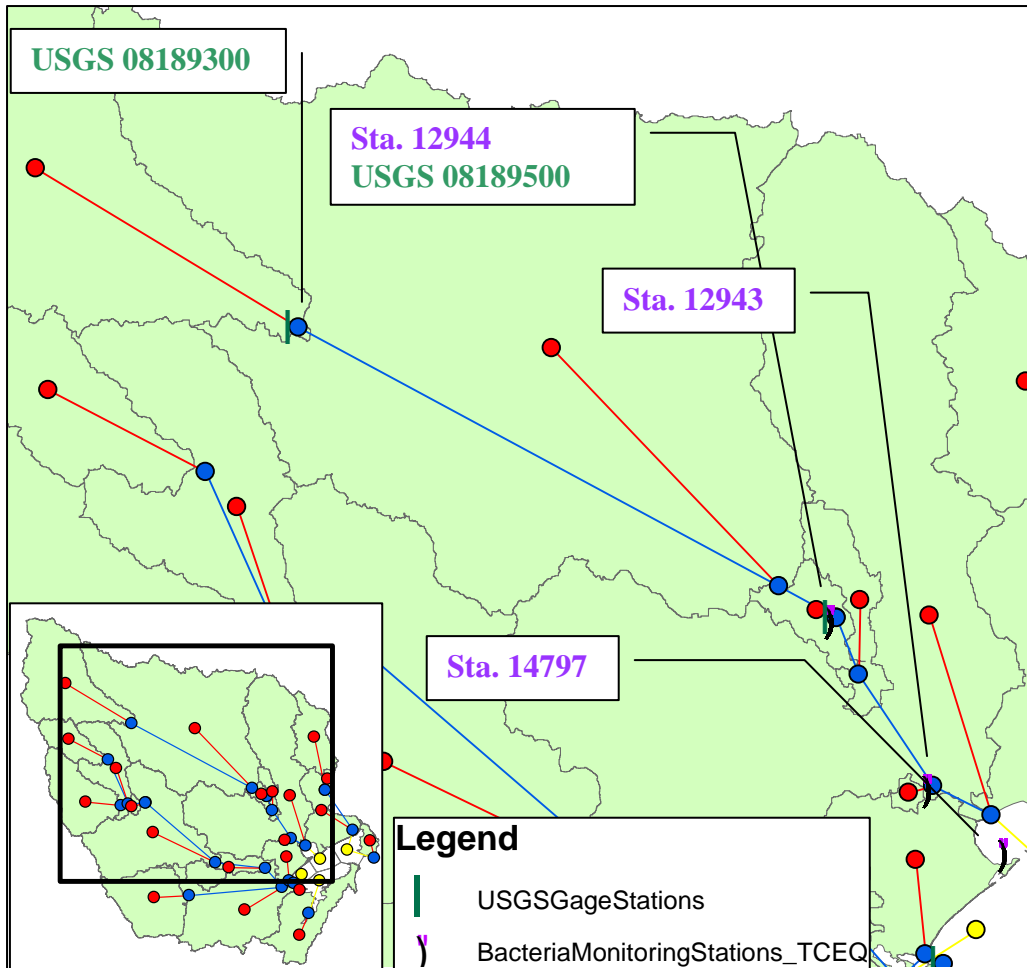 USGS 08189300
Sta. 12944
USGS 08189500
Sta. 12943
Sta. 14797
Legend
USGSGageStations
BacteriaMonitoringStations_TCEQ